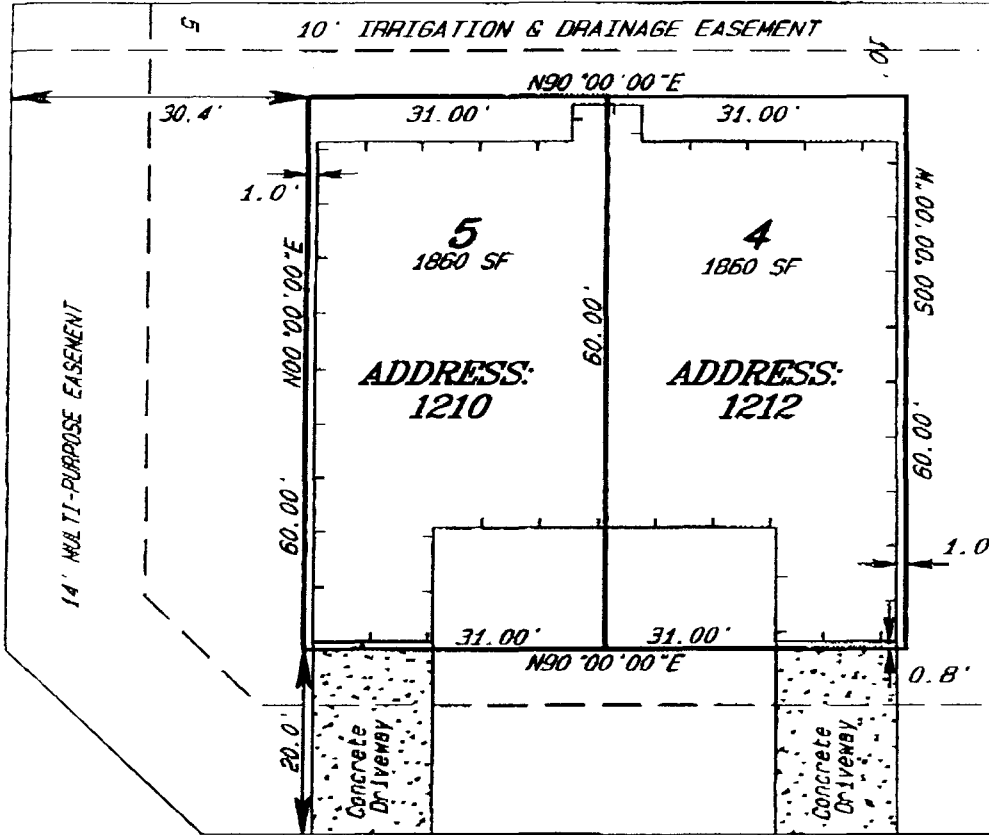 5'
10' IRRIGATION & DRAINAGE EASEMENT
10'
N90°00'00"E
30.4'
31.00'
31.00'
1.0'
5
1860 SF
4
1860 SF
N00°00'00"E
S00°00'00"W
60.00'
ADDRESS:
1210
ADDRESS:
1212
14' MULTI-PURPOSE EASEMENT
60.00'
60.00'
1.0
31.00'
31.00'
N90°00'00"E
0.8'
20.0'
Concrete
Driveway
Concrete
Driveway